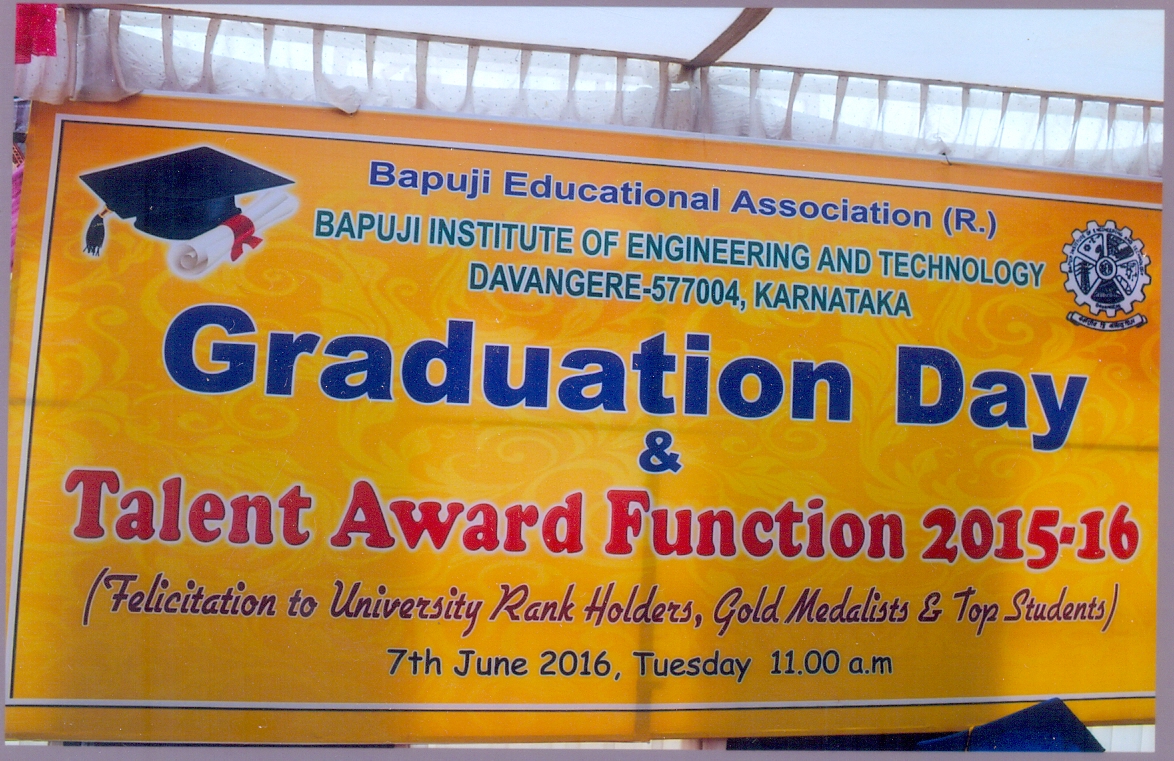 Bapuji Educational Association (R.)
BAPUJI INSTITUTE OF ENGINEERING AND TECHNOLOGY
DAVANGERE-577004, KARNATAKA
Graduation Day
&
Talent Award Function 2015-16
(Felicitation to University Rank Holders, Gold Medalists & Top Students)
7th June 2016, Tuesday 11.00 a.m